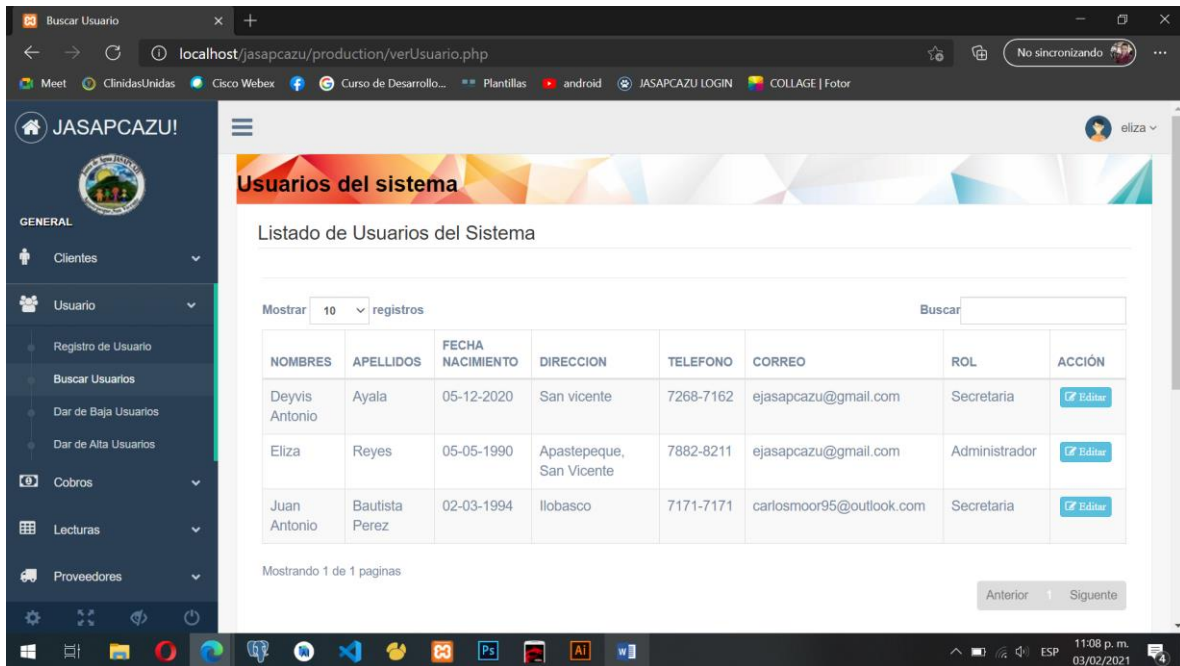 Buscar Usuario
localhost/jasapcazu/production/verUsuario.php
No sincronizando
Meet ClinidasUnidas Cisco Webex Curso de Desarrollo... Plantillas android JASAPCAZU LOGIN COLLAGE | Fotor
JASAPCAZU!
eliza
Usuarios del sistema
GENERAL
Clientes
Usuario
Registro de Usuario
Buscar Usuarios
Dar de Baja Usuarios
Dar de Alta Usuarios
Cobros
Lecturas
Proveedores
Listado de Usuarios del Sistema
Mostrar 10 registros
Buscar
NOMBRES APELLIDOS FECHA NACIMIENTO DIRECCION TELEFONO CORREO ROL ACCIÓN
Deyvis Antonio Ayala 05-12-2020 San vicente 7268-7162 ejasapcazu@gmail.com Secretaria Editar
Eliza Reyes 05-05-1990 Apastepeque, San Vicente 7882-8211 ejasapcazu@gmail.com Administrador Editar
Juan Antonio Bautista Perez 02-03-1994 Ilobasco 7171-7171 carlosmoor95@outlook.com Secretaria Editar
Mostrando 1 de 1 paginas
Anterior 1 Siguente
Ps
Ai
ESP
11:08 p. m.
03/02/2021
4